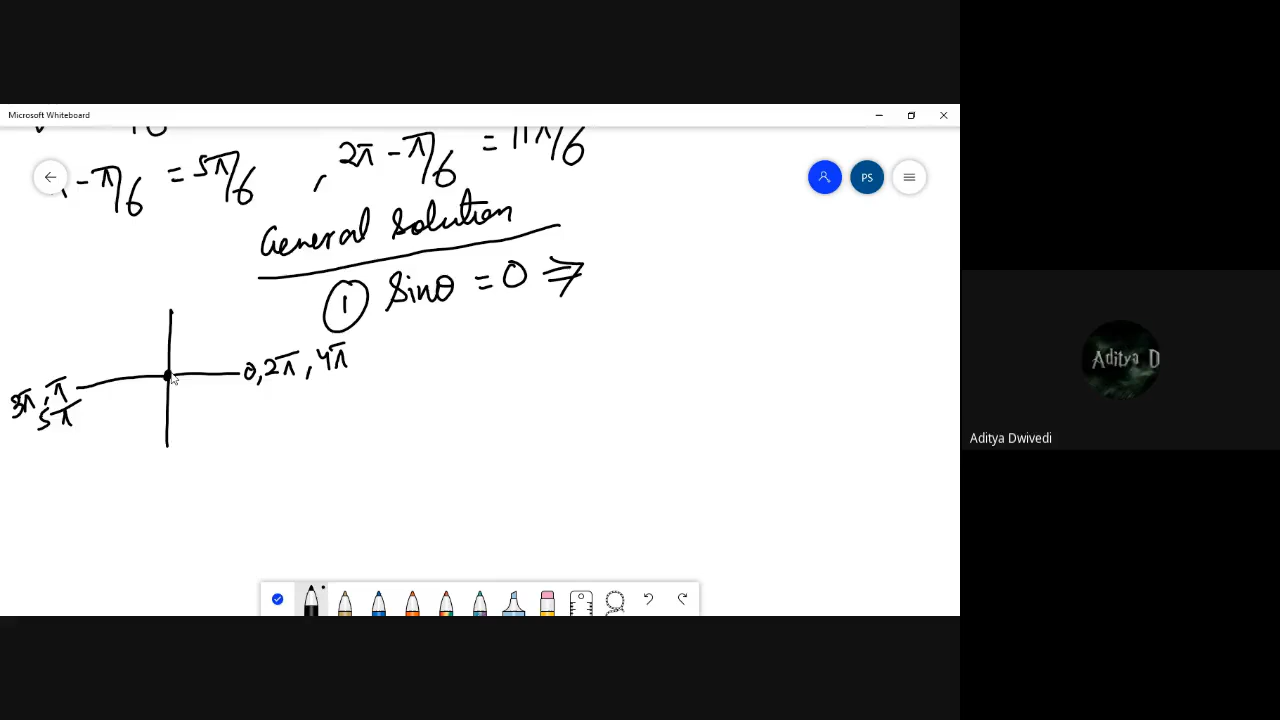 Microsoft Whiteboard
- π/6 = 5π/6 , 2π - π/6 = 11π/6
PS
General Solution
① Sinθ = 0 ⇒
0, 2π, 4π
3π, π
5π
Aditya D
Aditya Dwivedi